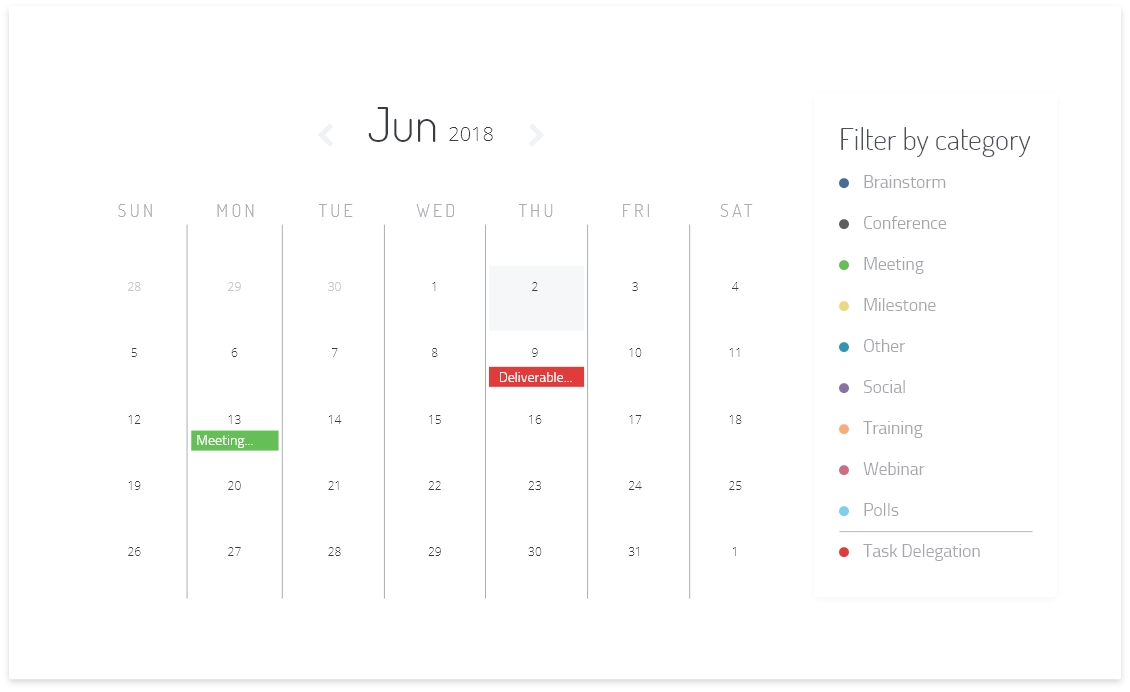 Jun 2018
SUN MON TUE WED THU FRI SAT
28 29 30 1 2 3 4
5 6 7 8 9 10 11
Deliverable...
12 13 14 15 16 17 18
Meeting...
19 20 21 22 23 24 25
26 27 28 29 30 31 1
Filter by category
Brainstorm
Conference
Meeting
Milestone
Other
Social
Training
Webinar
Polls
Task Delegation